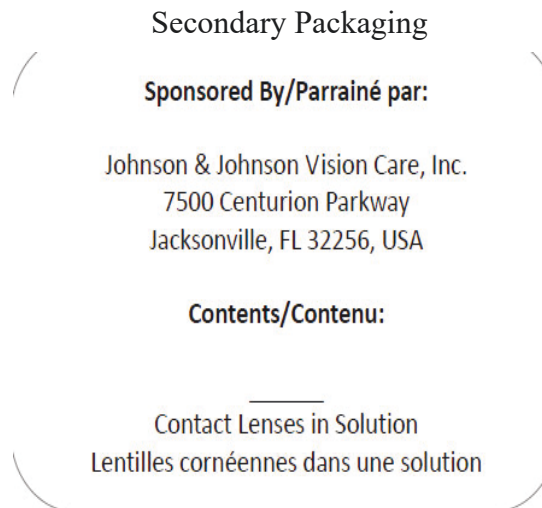 Secondary Packaging
Sponsored By/Parrainé par:
Johnson & Johnson Vision Care, Inc.
7500 Centurion Parkway
Jacksonville, FL 32256, USA
Contents/Contenu:
______
Contact Lenses in Solution
Lentilles cornéennes dans une solution